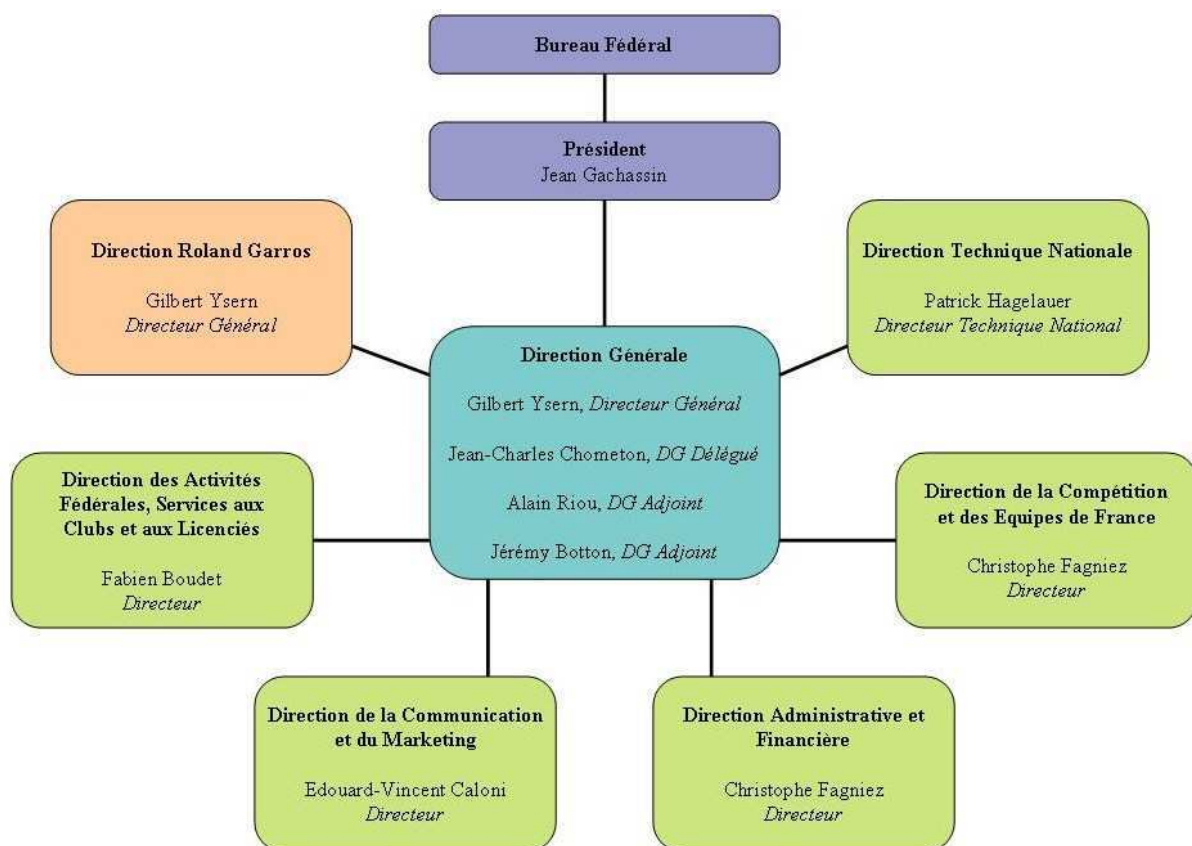 Bureau Fédéral
Président
Jean Gachassin
Direction Roland Garros
Gilbert Ysern
Directeur Général
Direction Technique Nationale
Patrick Hagelauer
Directeur Technique National
Direction Générale
Gilbert Ysern, Directeur Général
Jean-Charles Chometon, DG Délégué
Alain Riou, DG Adjoint
Jérémy Botton, DG Adjoint
Direction des Activités
Fédérales, Services aux
Clubs et aux Licenciés
Fabien Boudet
Directeur
Direction de la Compétition
et des Equipes de France
Christophe Fagniez
Directeur
Direction de la Communication
et du Marketing
Edouard-Vincent Caloni
Directeur
Direction Administrative et
Financière
Christophe Fagniez
Directeur